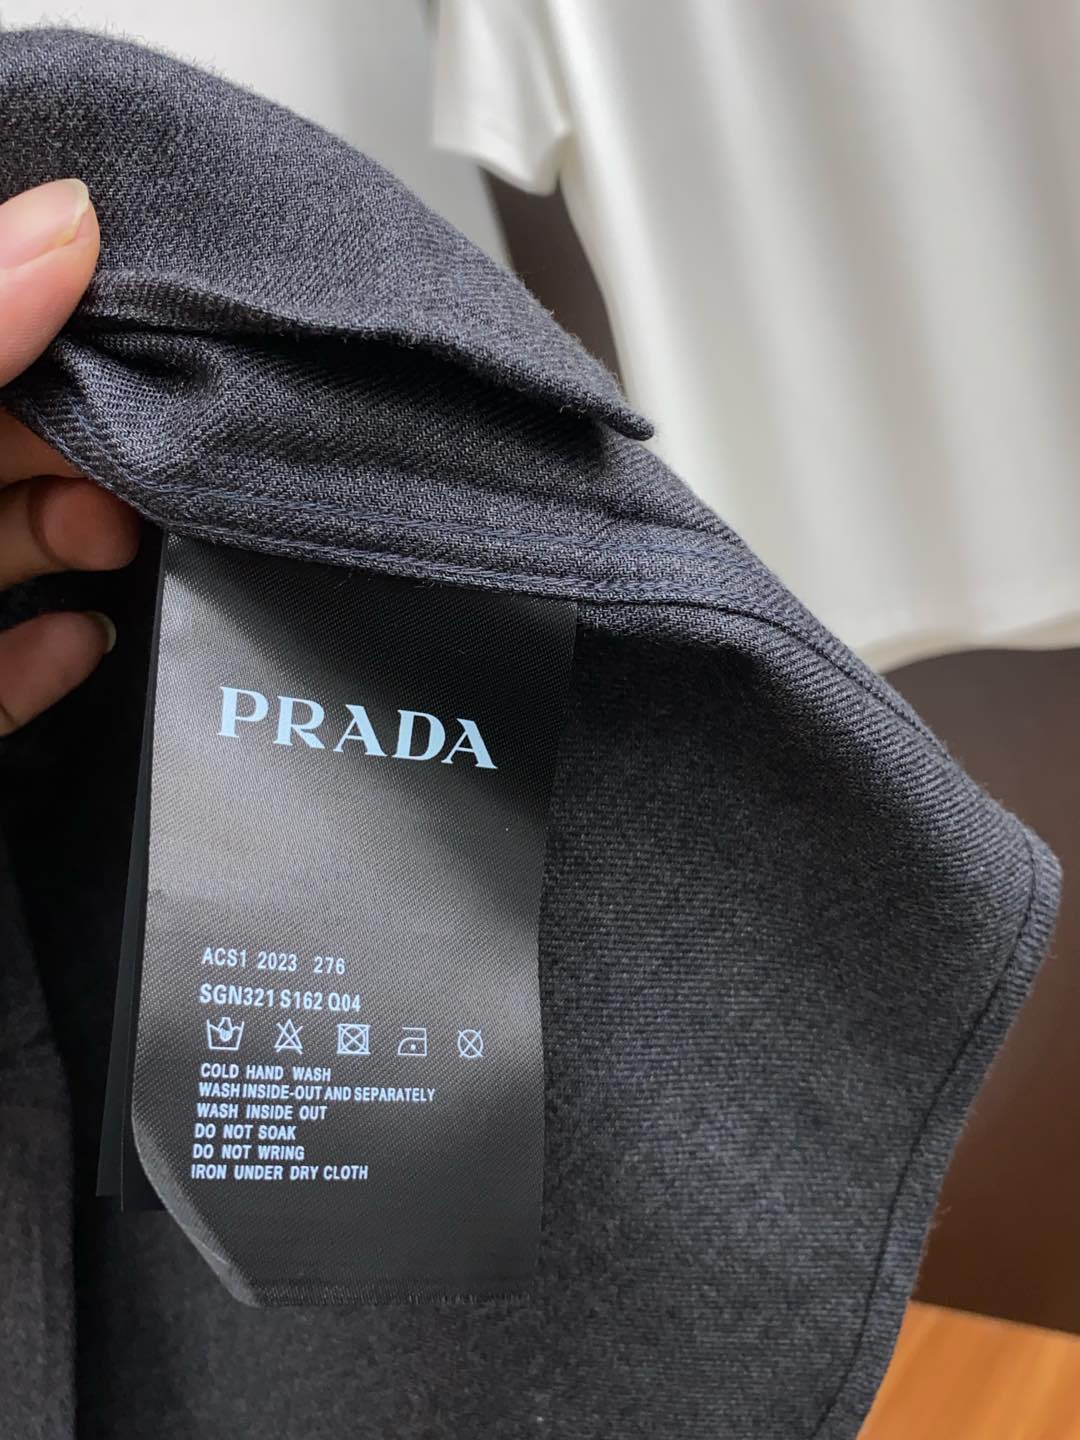 PRADA
ACS1 2023 276
SGN321 S162 Q04
COLD HAND WASH
WASH INSIDE-OUT AND SEPARATELY
WASH INSIDE OUT
DO NOT SOAK
DO NOT WRING
IRON UNDER DRY CLOTH